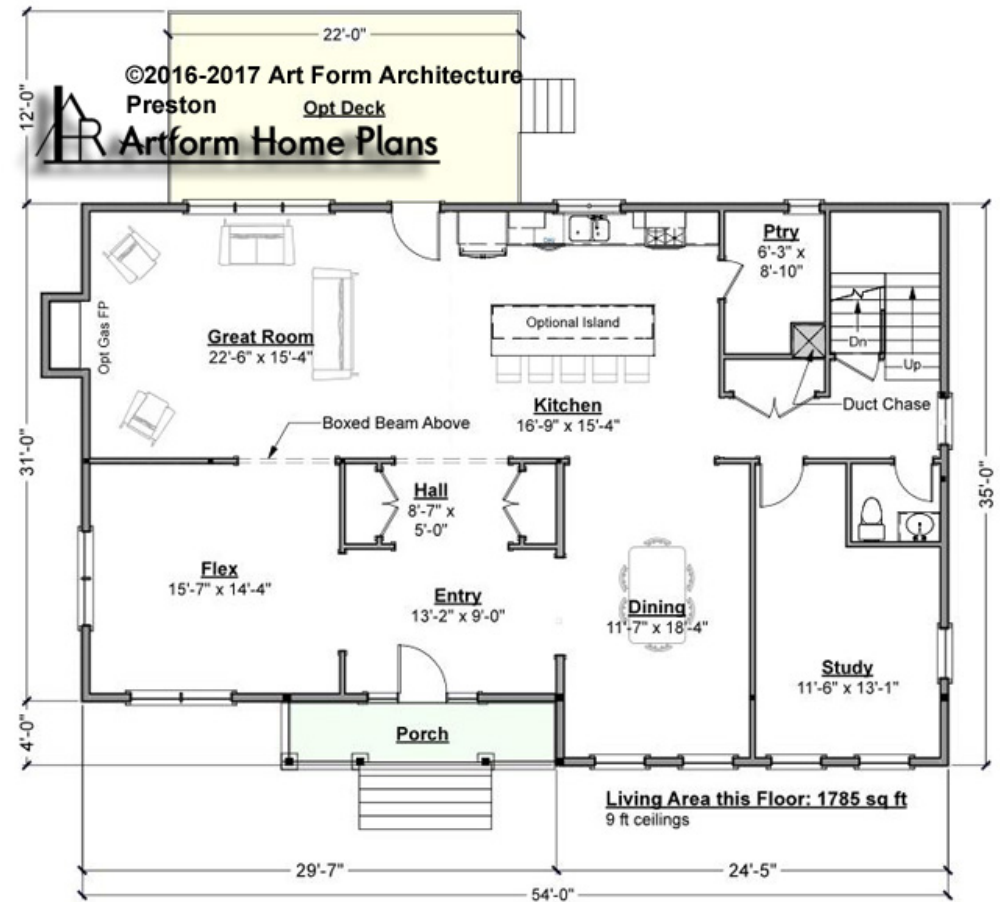 22'-0"
©2016-2017 Art Form Architecture
Preston
Opt Deck
Artform Home Plans
12'-0"
Ptry
6'-3" x
8'-10"
Opt Gas FP
Great Room
22'-6" x 15'-4"
Optional Island
Dn
Up
Kitchen
16'-9" x 15'-4"
Duct Chase
Boxed Beam Above
31'-0"
35'-0"
Hall
8'-7" x
5'-0"
Flex
15'-7" x 14'-4"
Entry
13'-2" x 9'-0"
Dining
11'-7" x 18'-4"
Study
11'-6" x 13'-1"
4'-0"
Porch
Living Area this Floor: 1785 sq ft
9 ft ceilings
29'-7"
24'-5"
54'-0"